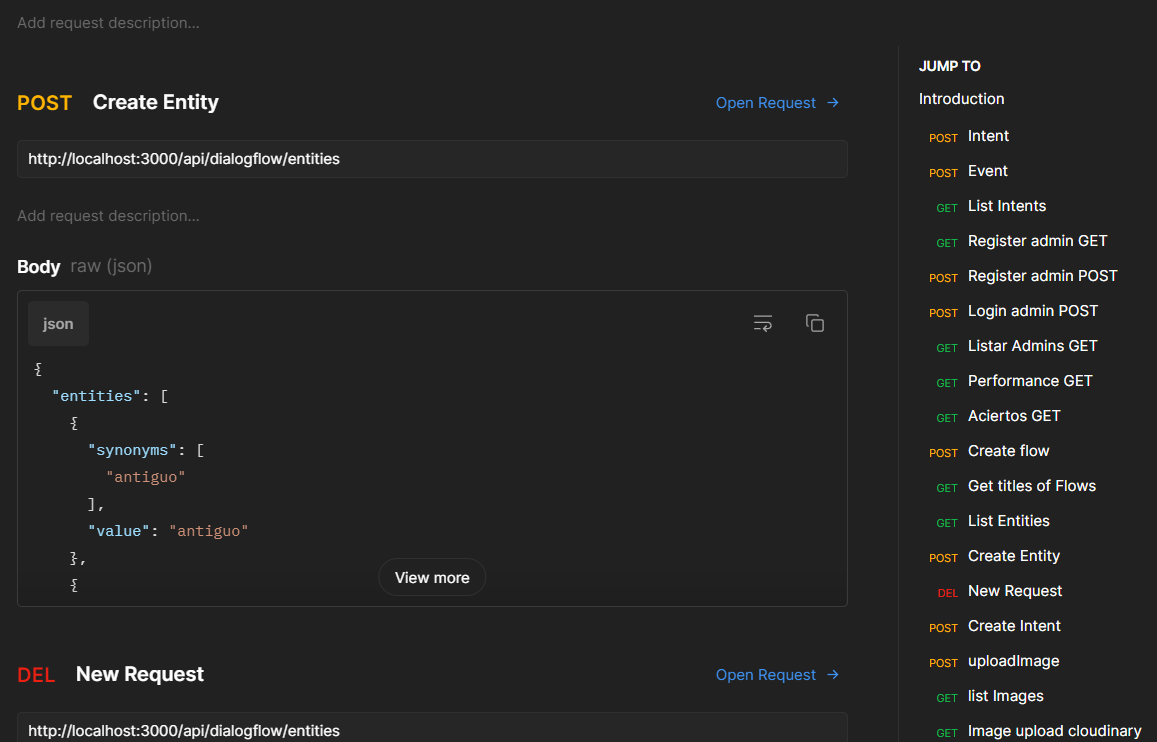 Add request description...
POST Create Entity
Open Request →
http://localhost:3000/api/dialogflow/entities
Add request description...
Body raw (json)
json
{
"entities": [
{
"synonyms": [
"antiguo"
],
"value": "antiguo"
},
{
View more
DEL New Request
Open Request →
http://localhost:3000/api/dialogflow/entities
JUMP TO
Introduction
POST Intent
POST Event
GET List Intents
GET Register admin GET
POST Register admin POST
POST Login admin POST
GET Listar Admins GET
GET Performance GET
GET Aciertos GET
POST Create flow
GET Get titles of Flows
GET List Entities
POST Create Entity
DEL New Request
POST Create Intent
POST uploadImage
GET list Images
GET Image upload cloudinary